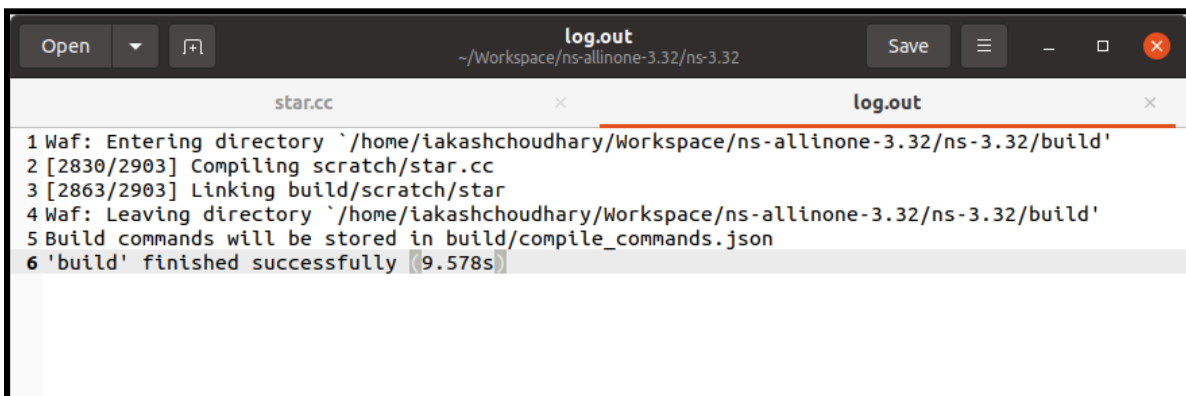 Open
log.out
~/Workspace/ns-allinone-3.32/ns-3.32
Save
star.cc
log.out
1 Waf: Entering directory `/home/iakashchoudhary/Workspace/ns-allinone-3.32/ns-3.32/build'
2 [2830/2903] Compiling scratch/star.cc
3 [2863/2903] Linking build/scratch/star
4 Waf: Leaving directory `/home/iakashchoudhary/Workspace/ns-allinone-3.32/ns-3.32/build'
5 Build commands will be stored in build/compile_commands.json
6 'build' finished successfully (9.578s)